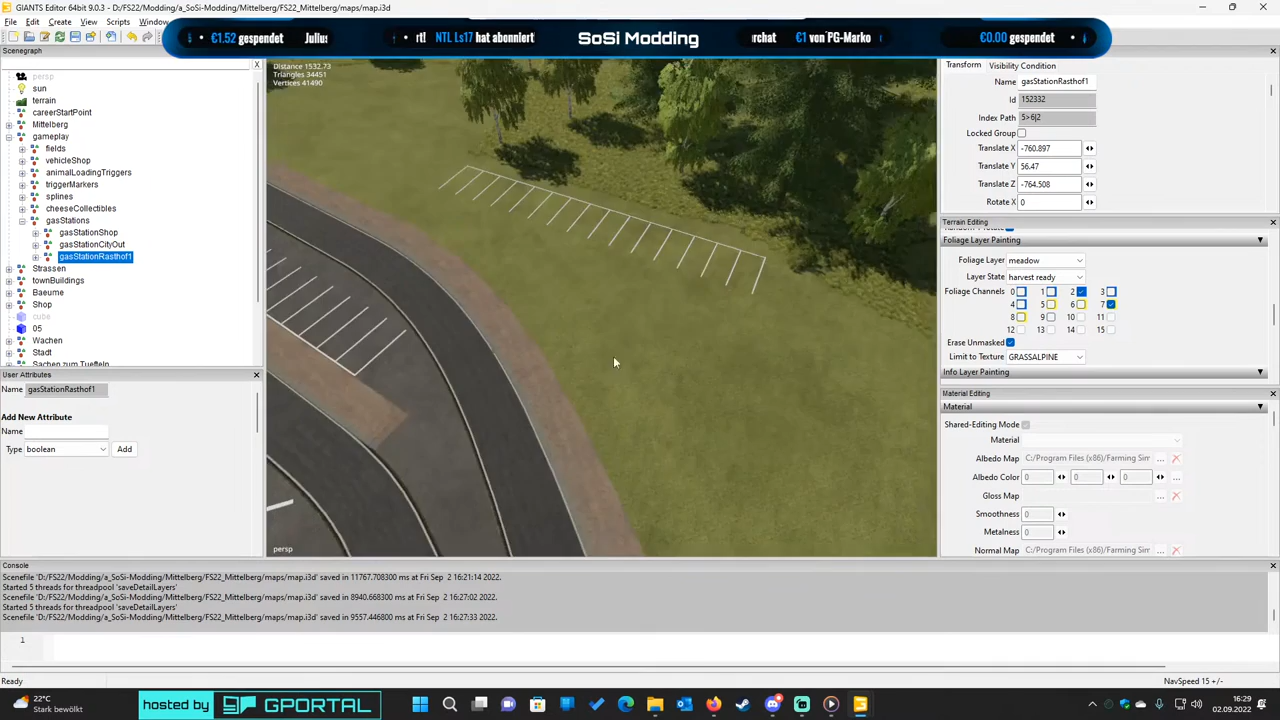 GIANTS Editor 64bit 9.0.3 - D:/FS22/Modding/a_SoSi-Modding/Mittelberg/FS22_Mittelberg/maps/map.i3d
File Edit Create View Scripts Window
€1.52 gespendet Julius rt! NTL Ls17 hat abonniert SoSi Modding rchat €1 von PG-Marko €0.00 gespendet
Scenegraph
X
persp
sun
terrain
careerStartPoint
Mittelberg
gameplay
fields
vehicleShop
animalLoadingTriggers
triggerMarkers
splines
cheeseCollectibles
gasStations
gasStationShop
gasStationCityOut
gasStationRasthof1
Strassen
townBuildings
Baeume
Shop
cube
05
Wachen
Stadt
Sachen zum Tuefteln
Distance 1532.73
Triangles 34451
Vertices 41490
persp
Transform Visibility Condition
Name gasStationRasthof1
Id 152332
Index Path 5>6|2
Locked Group
Translate X -760.897
Translate Y 56.47
Translate Z -764.508
Rotate X 0
Terrain Editing
Foliage Layer Painting
Foliage Layer meadow
Layer State harvest ready
Foliage Channels 0 1 2 3
4 5 6 7
8 9 10 11
12 13 14 15
Erase Unmasked
Limit to Texture GRASSALPINE
Info Layer Painting
Material Editing
Material
Shared-Editing Mode
Material
Albedo Map C:/Program Files (x86)/Farming Sim ...
Albedo Color 0 0 0 ...
Gloss Map ...
Smoothness 0
Metalness 0
Normal Map C:/Program Files (x86)/Farming Sim ...
User Attributes
Name gasStationRasthof1
Add New Attribute
Name
Type boolean Add
Console
Scenefile 'D:/FS22/Modding/a_SoSi-Modding/Mittelberg/FS22_Mittelberg/maps/map.i3d' saved in 11767.708300 ms at Fri Sep 2 16:21:14 2022.
Started 5 threads for threadpool 'saveDetailLayers'
Scenefile 'D:/FS22/Modding/a_SoSi-Modding/Mittelberg/FS22_Mittelberg/maps/map.i3d' saved in 8940.668300 ms at Fri Sep 2 16:27:02 2022.
Started 5 threads for threadpool 'saveDetailLayers'
Scenefile 'D:/FS22/Modding/a_SoSi-Modding/Mittelberg/FS22_Mittelberg/maps/map.i3d' saved in 9557.446800 ms at Fri Sep 2 16:27:33 2022.
1
Ready NavSpeed 15 +/-
22°C
Stark bewölkt
hosted by GPORTAL
16:29
02.09.2022